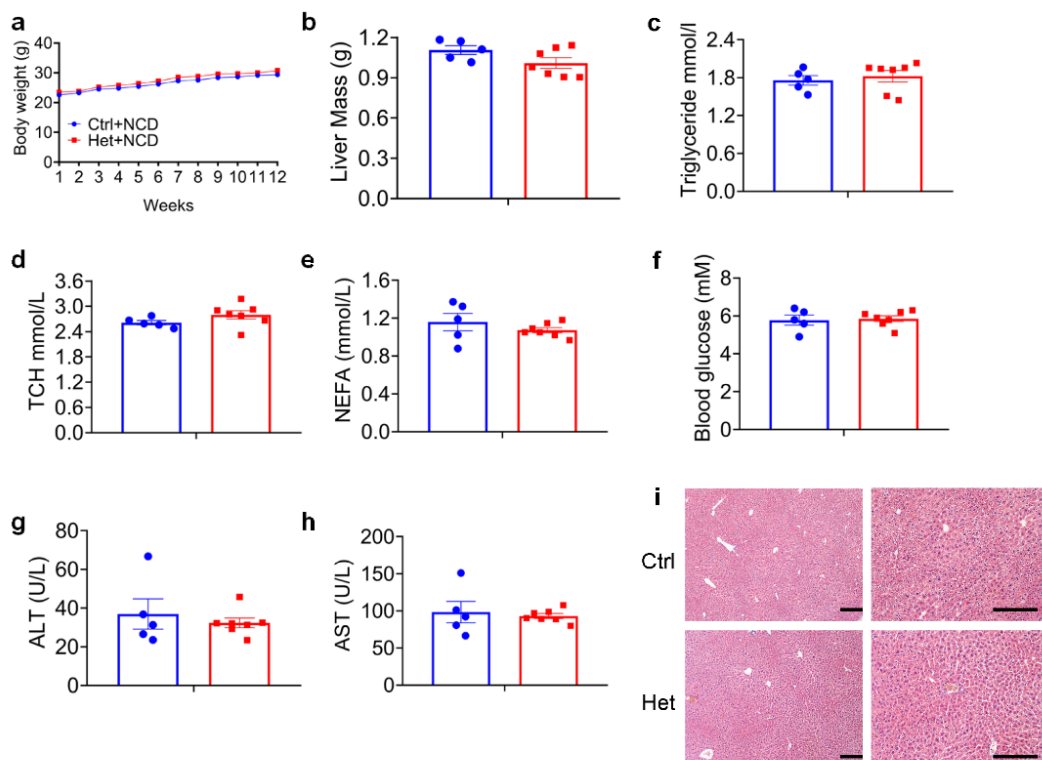 a
Body weight (g)
40
30
20
10
0
Ctrl+NCD
Het+NCD
1 2 3 4 5 6 7 8 9 10 11 12
Weeks
b
Liver Mass (g)
1.2
0.9
0.6
0.3
0.0
c
Triglyceride mmol/l
2.4
1.8
1.2
0.6
0.0
d
TCH mmol/L
3.6
3.0
2.4
1.8
1.2
0.6
0.0
e
NEFA (mmol/L)
1.6
1.2
0.8
0.4
0.0
f
Blood glucose (mM)
8
6
4
2
0
g
ALT (U/L)
80
60
40
20
0
h
AST (U/L)
200
150
100
50
0
i
Ctrl
Het